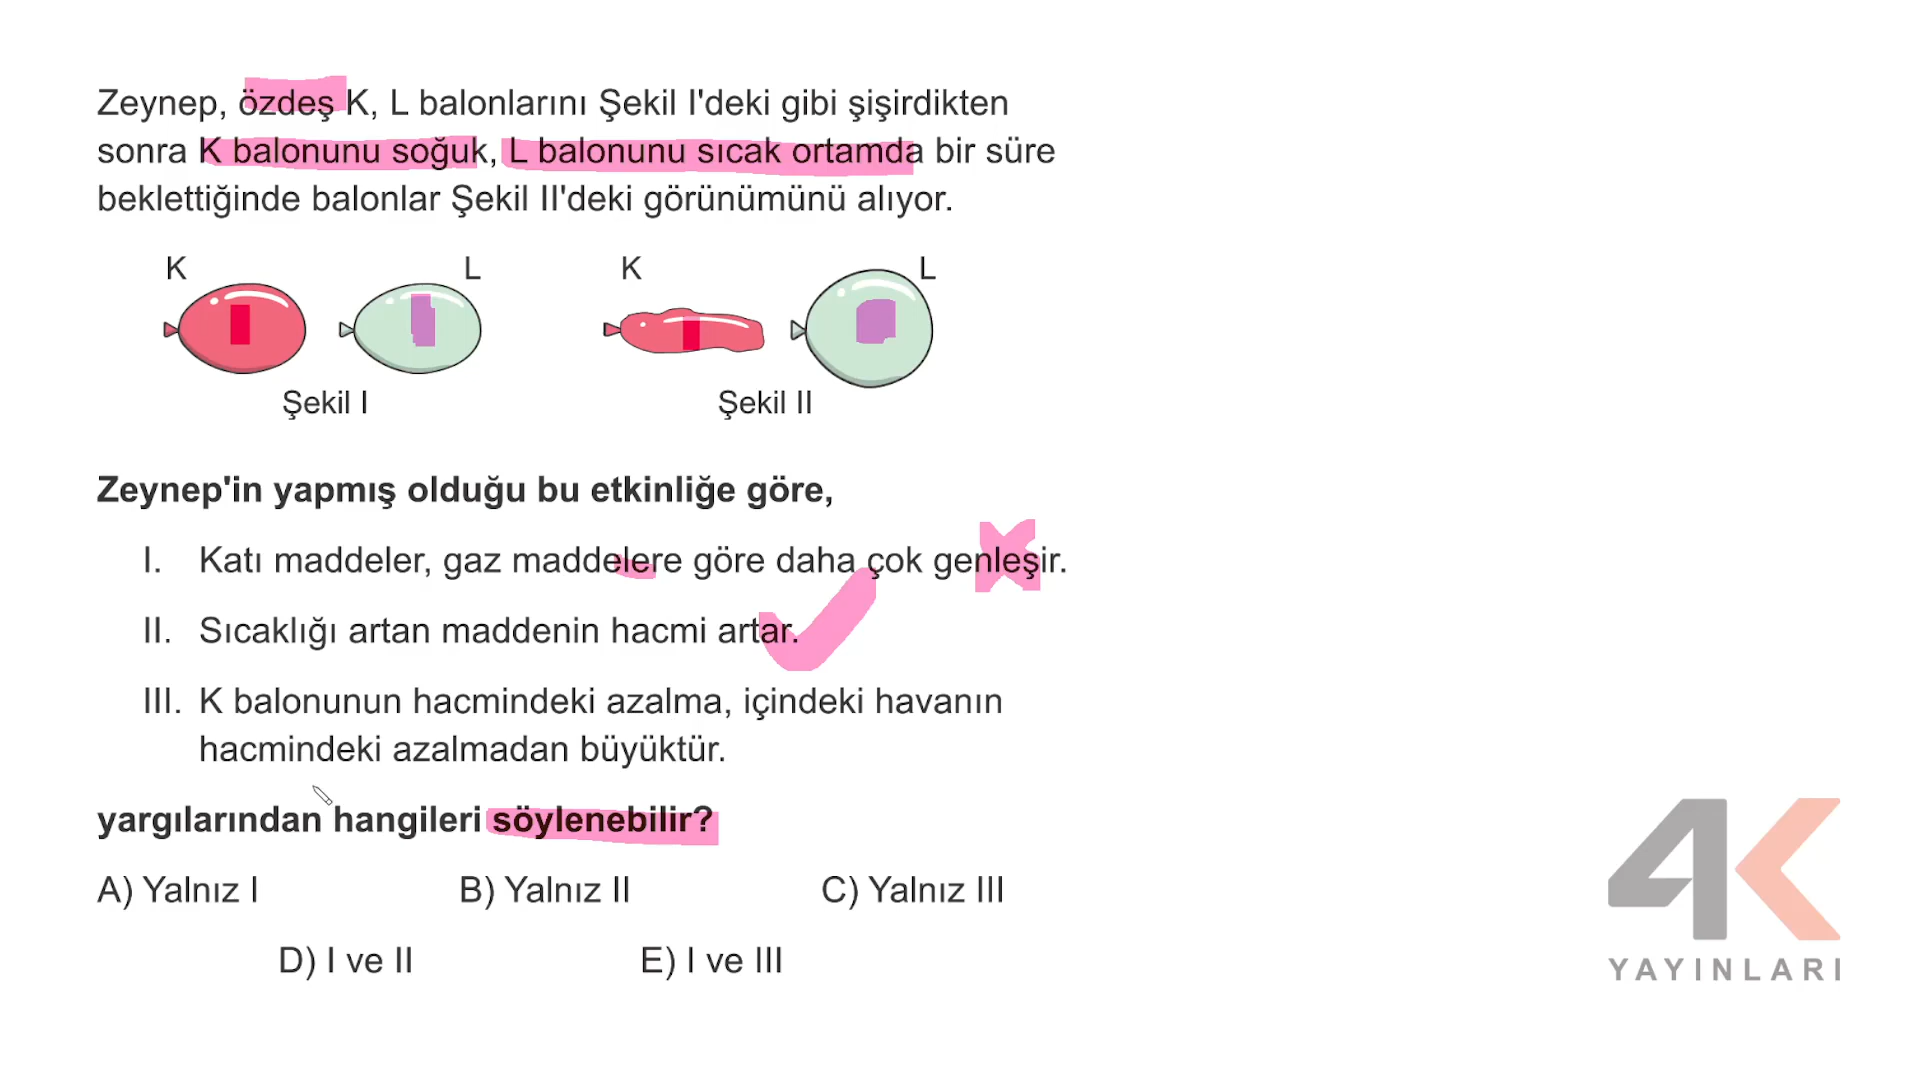 Zeynep, özdeş K, L balonlarını Şekil I'deki gibi şişirdikten
sonra K balonunu soğuk, L balonunu sıcak ortamda bir süre
beklettiğinde balonlar Şekil II'deki görünümünü alıyor.
K L K L
Şekil I Şekil II
Zeynep'in yapmış olduğu bu etkinliğe göre,
I. Katı maddeler, gaz maddelere göre daha çok genleşir.
II. Sıcaklığı artan maddenin hacmi artar.
III. K balonunun hacmindeki azalma, içindeki havanın
hacmindeki azalmadan büyüktür.
yargılarından hangileri söylenebilir?
A) Yalnız I B) Yalnız II C) Yalnız III
D) I ve II E) I ve III
4K
YAYINLARI